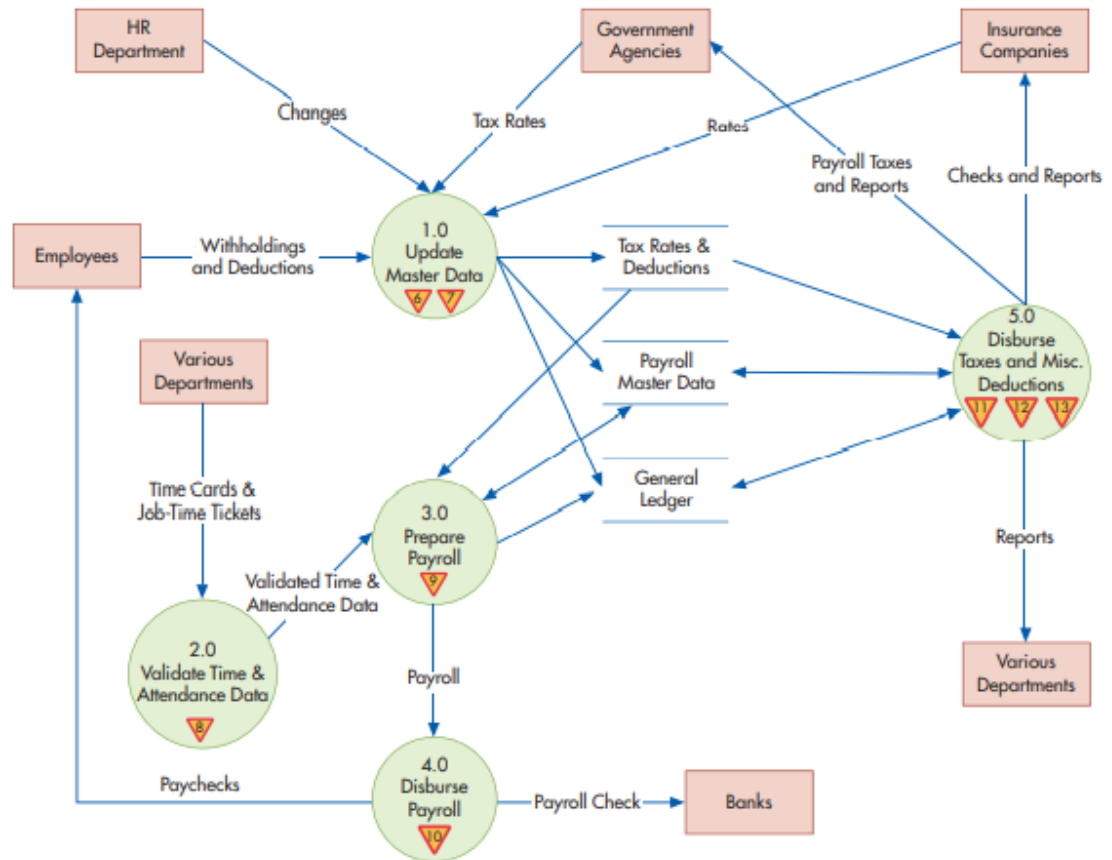 HR
Department
Government
Agencies
Insurance
Companies
Changes
Tax Rates
Rates
Payroll Taxes
and Reports
Checks and Reports
Employees
Withholdings
and Deductions
1.0
Update
Master Data
6 7
Tax Rates &
Deductions
5.0
Disburse
Taxes and Misc.
Deductions
11 12 13
Various
Departments
Payroll
Master Data
General
Ledger
Time Cards &
Job-Time Tickets
3.0
Prepare
Payroll
9
Validated Time &
Attendance Data
Reports
2.0
Validate Time &
Attendance Data
8
Payroll
Various
Departments
Paychecks
4.0
Disburse
Payroll
10
Payroll Check
Banks